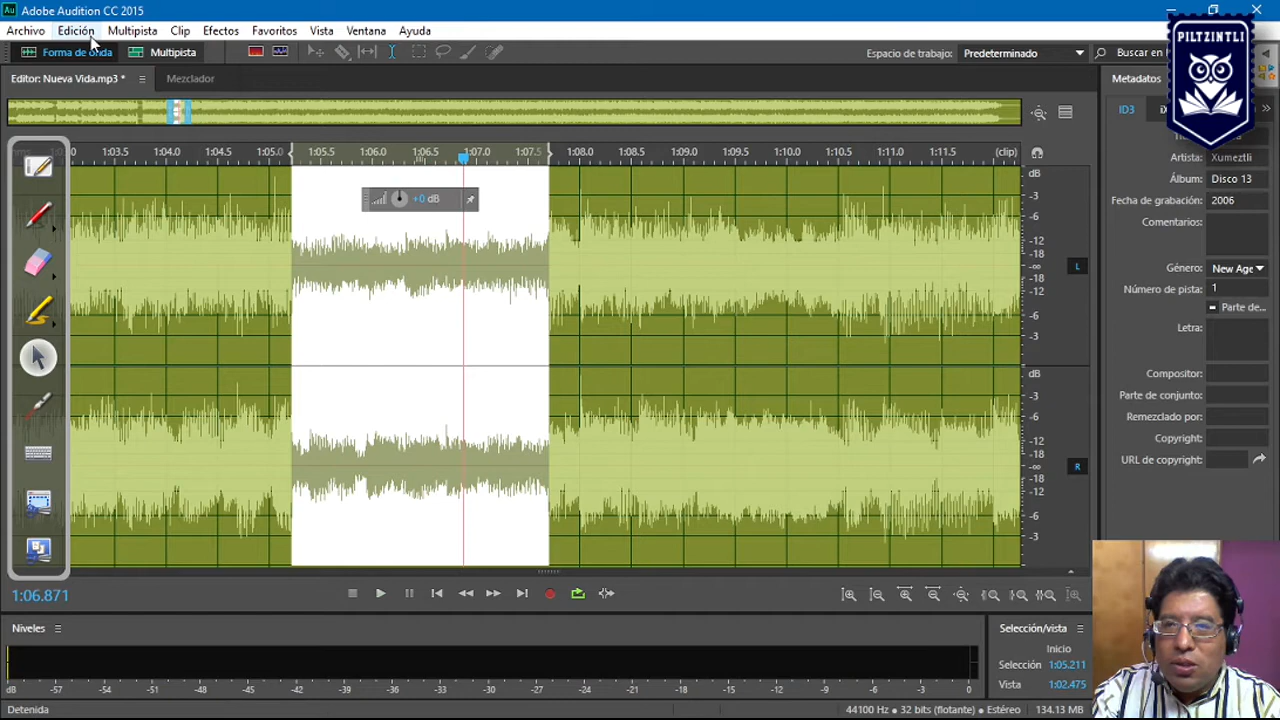 Adobe Audition CC 2015
Archivo Edición Multipista Clip Efectos Favoritos Vista Ventana Ayuda
Forma de onda Multipista Espacio de trabajo: Predeterminado Buscar en
Editor: Nueva Vida.mp3 * Mezclador Metadatos
PILTZINTLI
ID3
1:03.5 1:04.0 1:04.5 1:05.0 1:05.5 1:06.0 1:06.5 1:07.0 1:07.5 1:08.0 1:08.5 1:09.0 1:09.5 1:10.0 1:10.5 1:11.0 1:11.5 (clip)
Artista: Xumeztli
Álbum: Disco 13
Fecha de grabación: 2006
Comentarios:
Género: New Age
Número de pista: 1
Parte de...
Letra:
Compositor:
Parte de conjunto:
Remezclado por:
Copyright:
URL de copyright:
+0 dB
dB
-3
-6
-12
-18
-∞
-18
-12
-6
-3
L
dB
-3
-6
-12
-18
-∞
-18
-12
-6
-3
R
1:06.871
Niveles
dB -57 -54 -51 -48 -45 -42 -39 -36 -33 -30 -27 -24 -21 -18 -15 -12 -9 -6 -3 0
Selección/vista
Inicio
Selección 1:05.211
Vista 1:02.475
Detenida 44100 Hz • 32 bits (flotante) • Estéreo 134.13 MB